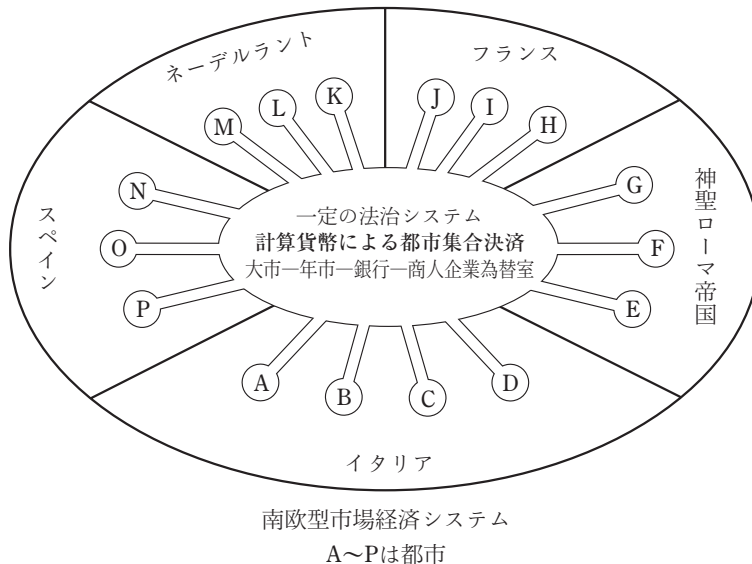 ネーデルラント
フランス
K
J
L
I
M
H
N
G
スペイン
神聖ローマ帝国
一定の法治システム
計算貨幣による都市集合決済
大市―年市―銀行―商人企業為替室
O
F
P
E
A
B
C
D
イタリア
南欧型市場経済システム
A〜Pは都市